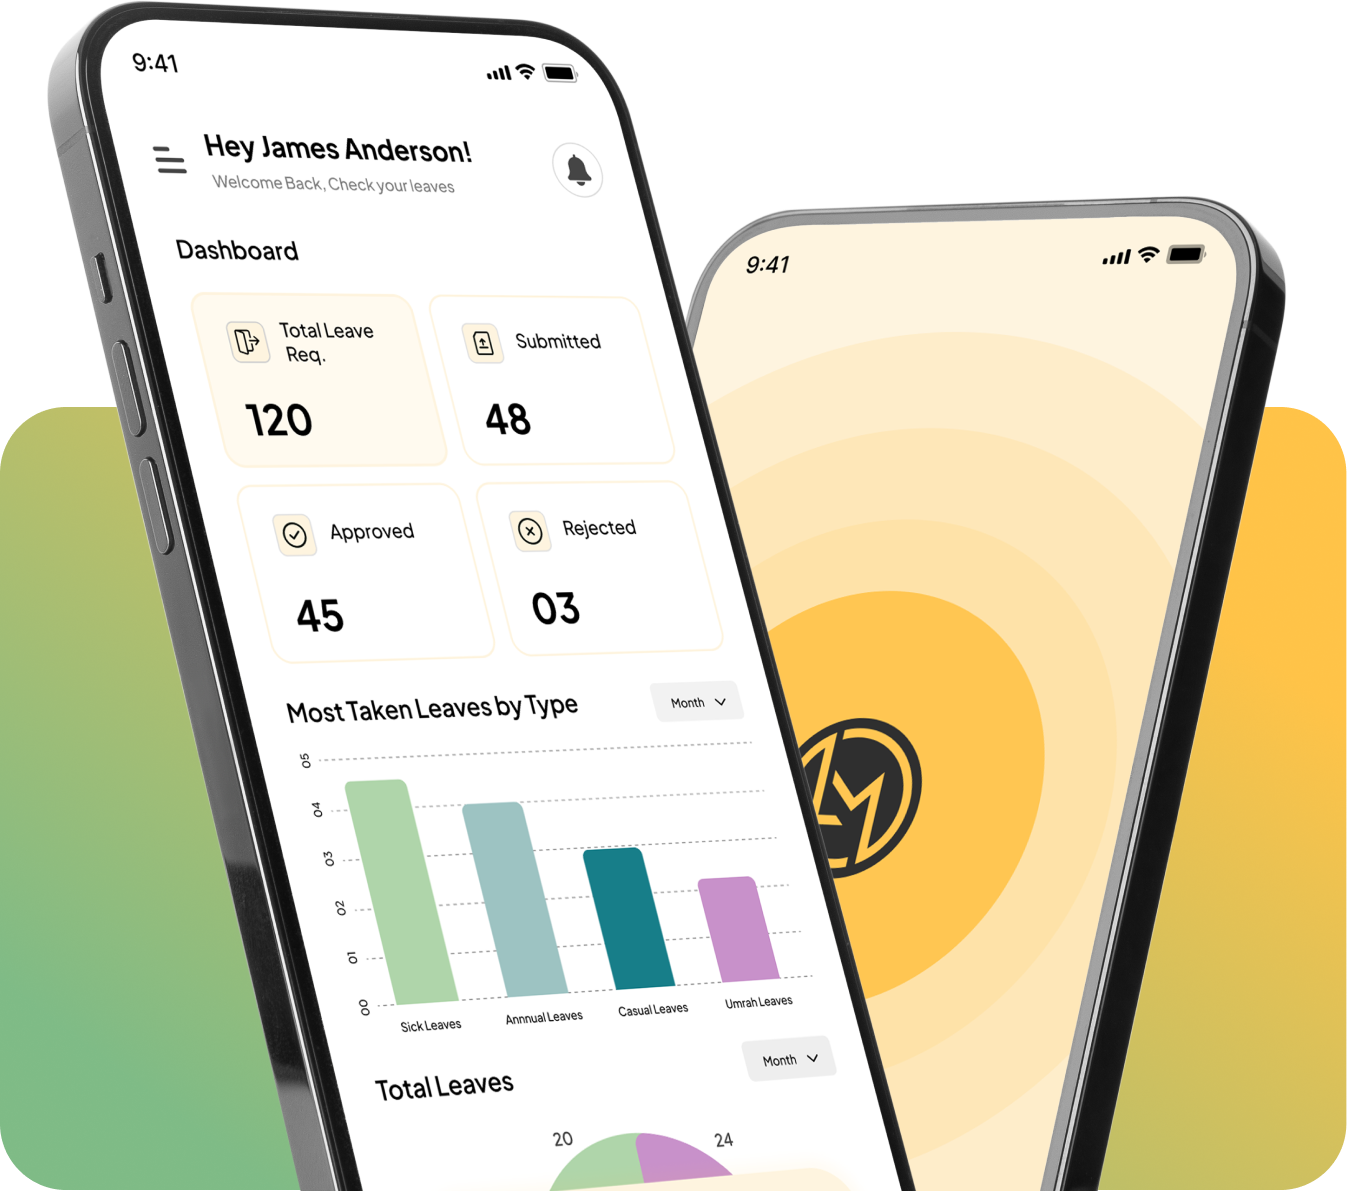 9:41
Hey James Anderson!
Welcome Back, Check your leaves
Dashboard
Total Leave
Req.
120
Submitted
48
Approved
45
Rejected
03
Most Taken Leaves by Type
Month
05
04
03
02
01
00
Sick Leaves
Annnual Leaves
Casual Leaves
Umrah Leaves
Total Leaves
Month
20
24
9:41